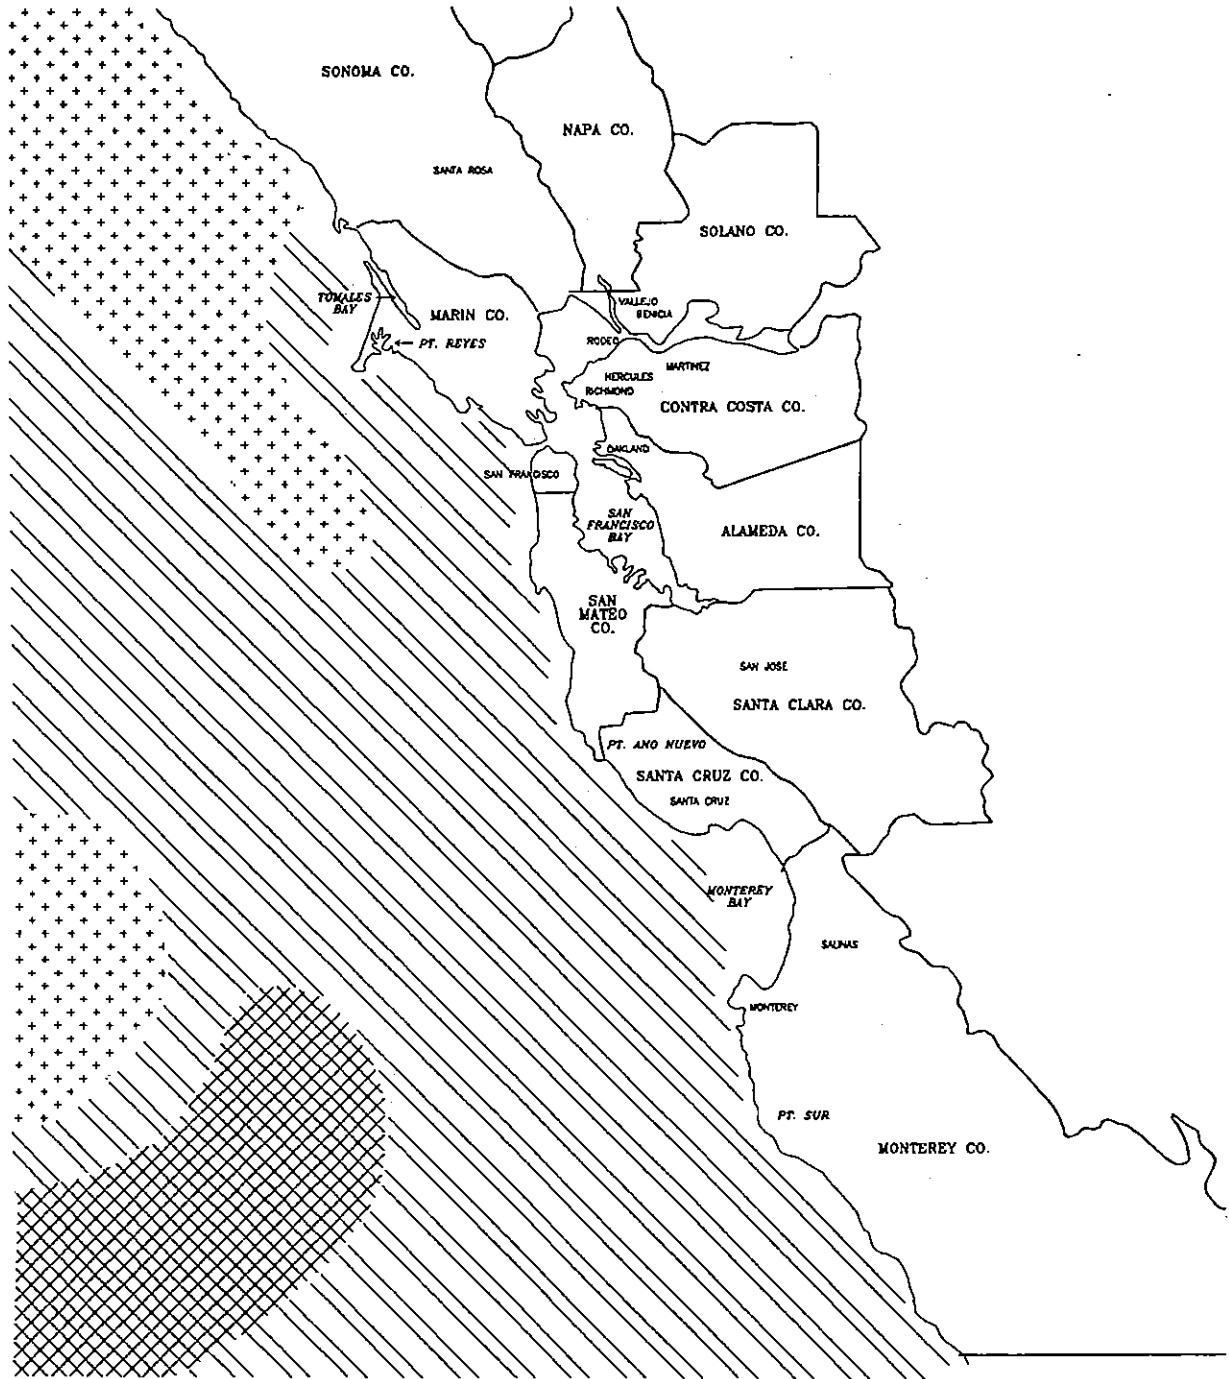 SONOMA CO.
NAPA CO.
SANTA ROSA
SOLANO CO.
TOMALES
BAY
MARIN CO.
VALLEJO
BENICIA
PT. REYES
RODEO
MARTINEZ
HERCULES
RICHMOND
CONTRA COSTA CO.
OAKLAND
SAN FRANCISCO
SAN
FRANCISCO
BAY
ALAMEDA CO.
SAN
MATEO
CO.
SAN JOSE
SANTA CLARA CO.
PT. ANO NUEVO
SANTA CRUZ CO.
SANTA CRUZ
MONTEREY
BAY
SALINAS
MONTEREY
PT. SUR
MONTEREY CO.